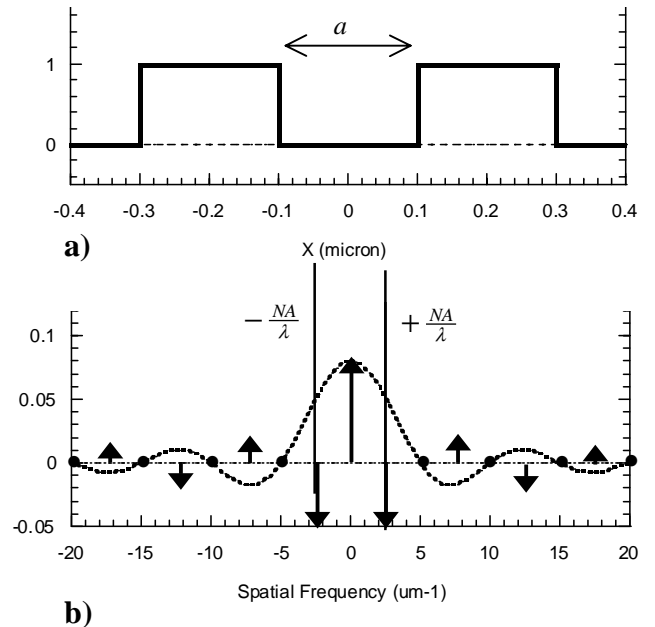 a
1
0
-0.4 -0.3 -0.2 -0.1 0 0.1 0.2 0.3 0.4
a)
X (micron)
− NA/λ + NA/λ
0.1
0.05
0
-0.05
-20 -15 -10 -5 0 5 10 15 20
Spatial Frequency (um-1)
b)